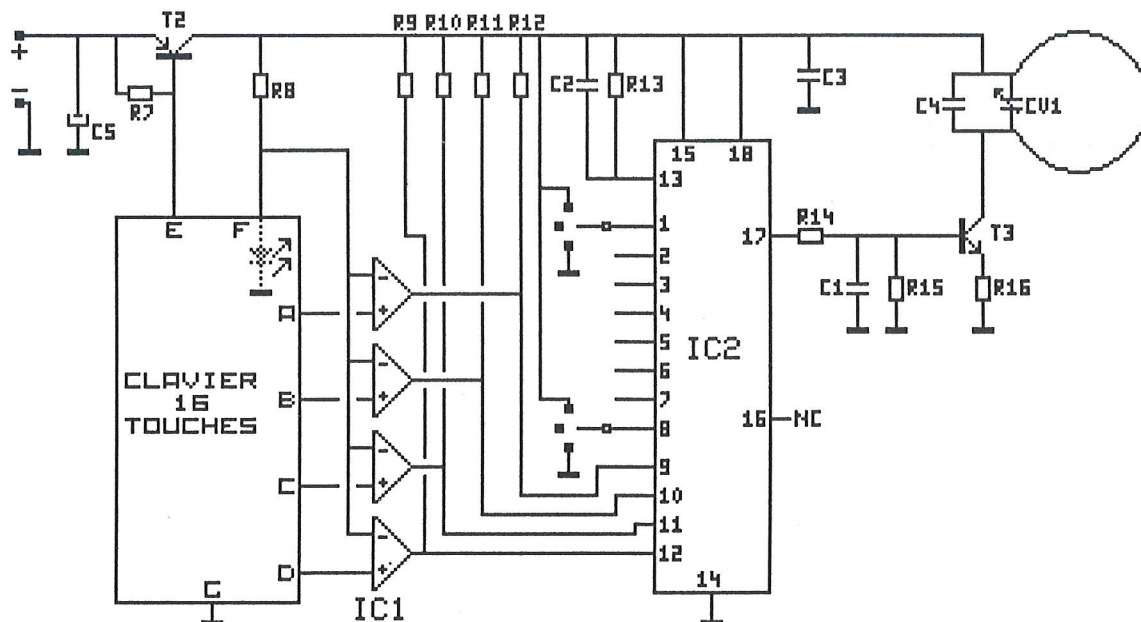 T2
R9 R10 R11 R12
+
−
C5
R7
R8
C2
R13
C3
C4
CV1
15
18
13
1
2
3
4
5
6
7
8
9
10
11
12
14
17
16
NC
IC2
R14
C1
R15
T3
R16
E
F
A
B
C
D
G
CLAVIER
16
TOUCHES
−
+
−
+
−
+
−
+
IC1